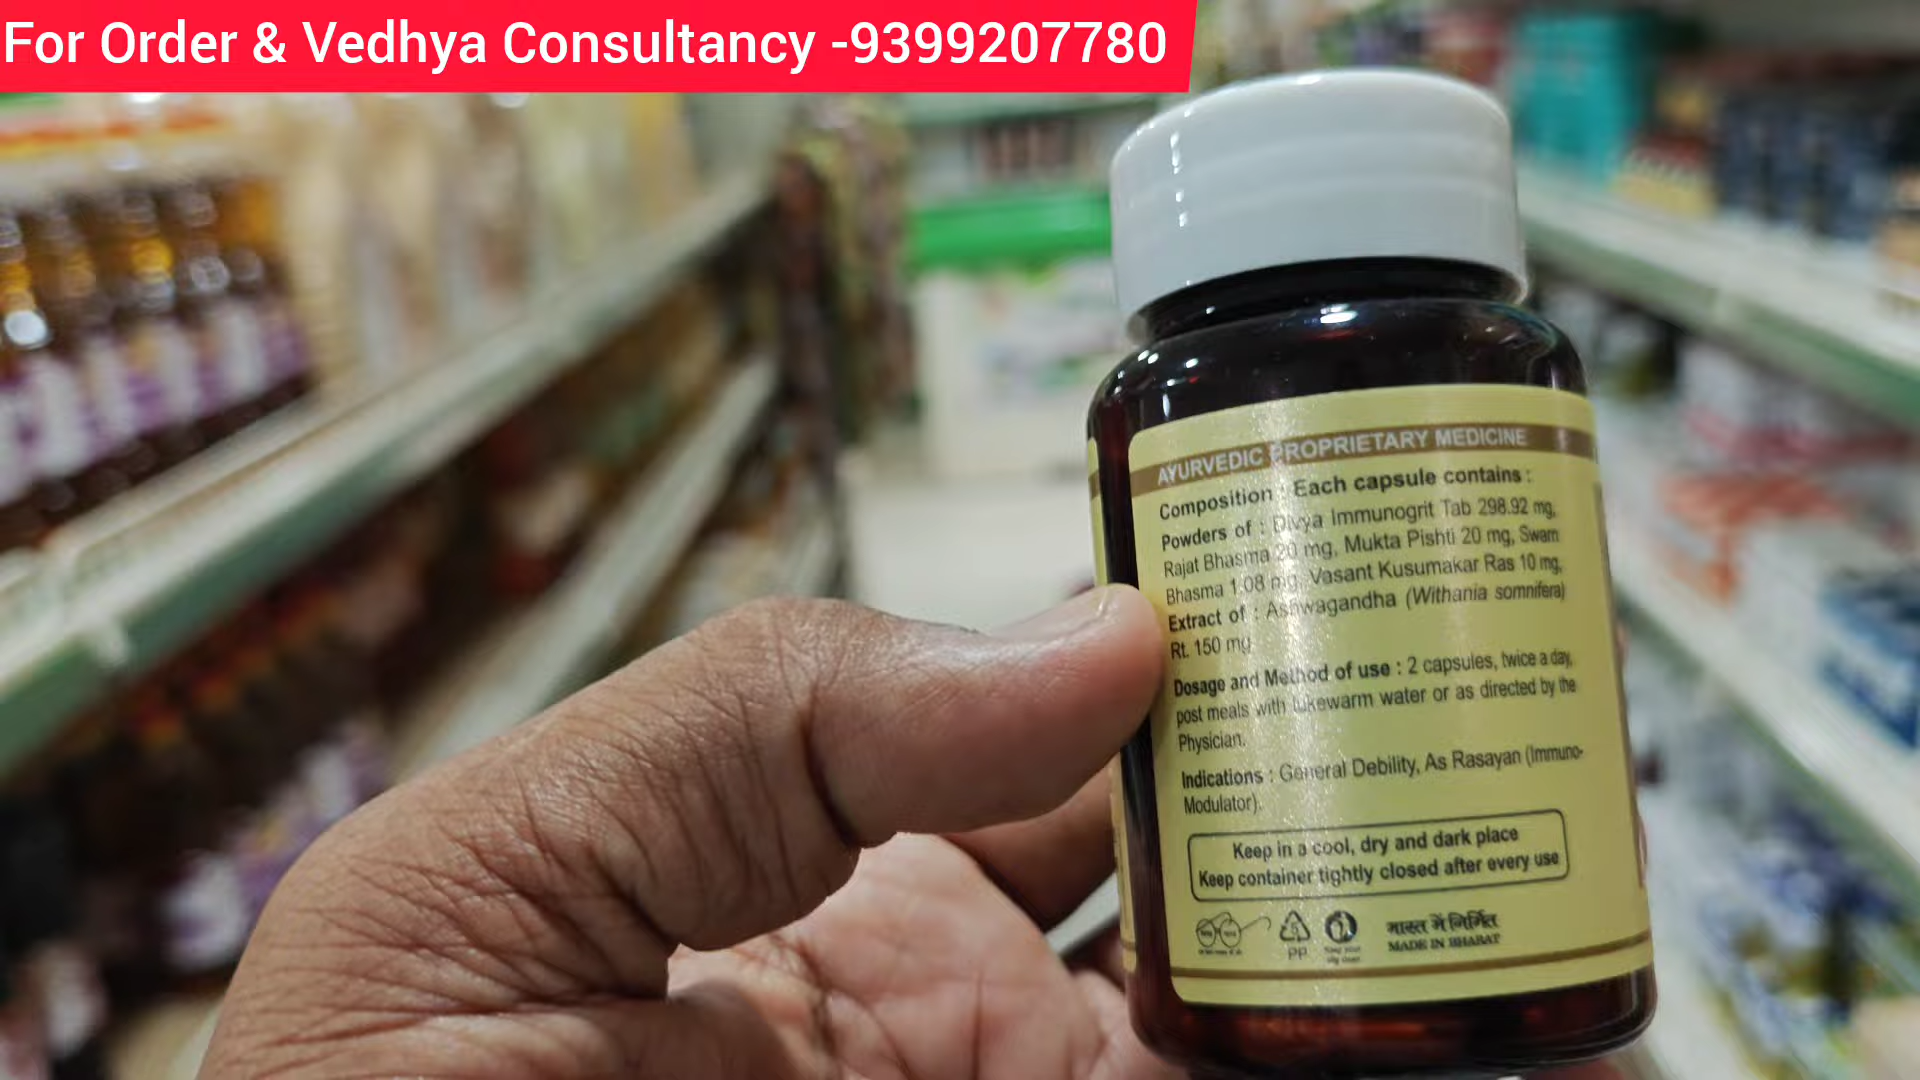 For Order & Vedhya Consultancy -9399207780
AYURVEDIC PROPRIETARY MEDICINE
Composition : Each capsule contains :
Powders of : Divya Immunogrit Tab 298.92 mg,
Rajat Bhasma 20 mg, Mukta Pishti 20 mg, Swarn
Bhasma 1.08 mg, Vasant Kusumakar Ras 10 mg,
Extract of : Ashwagandha (Withania somnifera)
Rt. 150 mg
Dosage and Method of use : 2 capsules, twice a day,
post meals with lukewarm water or as directed by the
Physician.
Indications : General Debility, As Rasayan (Immuno-
Modulator).
Keep in a cool, dry and dark place
Keep container tightly closed after every use
5
PP
भारत में निर्मित
MADE IN BHARAT